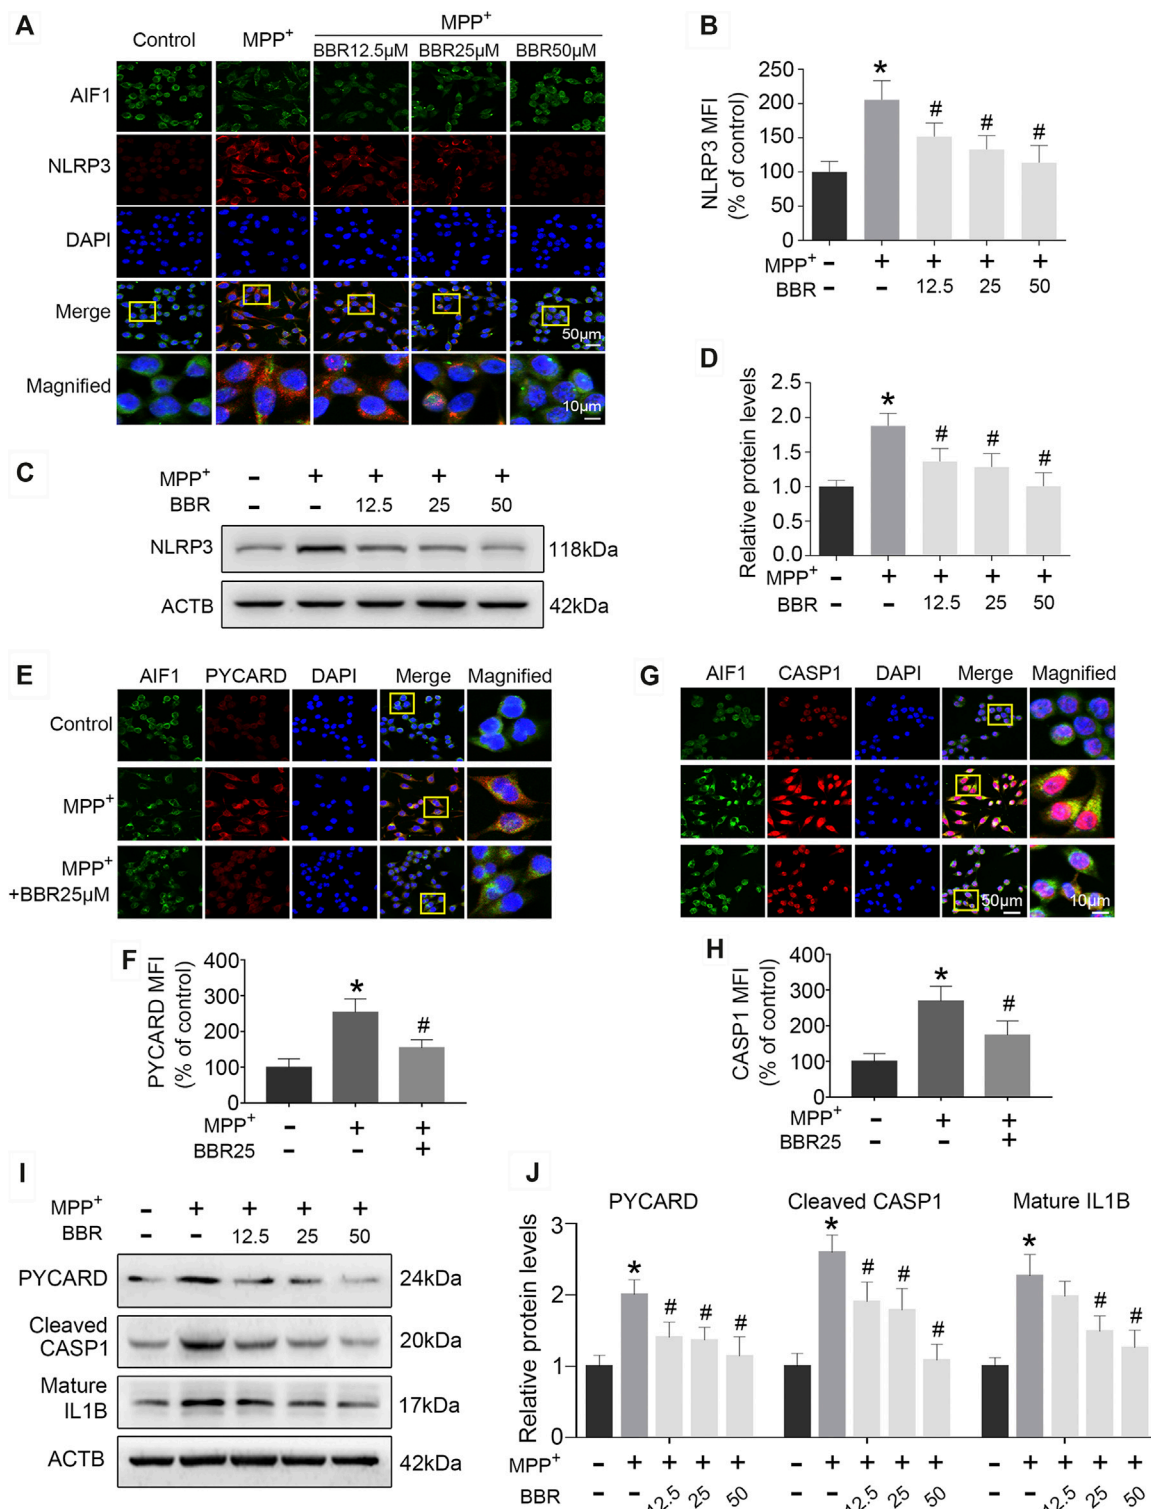 A
Control MPP⁺ MPP⁺
BBR12.5μM BBR25μM BBR50μM
AIF1
NLRP3
DAPI
Merge
50μm
Magnified
10μm
B
NLRP3 MFI
(% of control)
250
200
150
100
50
0
* # # #
MPP⁺ - + + + +
BBR - - 12.5 25 50
C
MPP⁺ - + + + +
BBR - - 12.5 25 50
NLRP3 118kDa
ACTB 42kDa
D
Relative protein levels
2.5
2.0
1.5
1.0
0.5
0.0
* # # #
MPP⁺ - + + + +
BBR - - 12.5 25 50
E
AIF1 PYCARD DAPI Merge Magnified
Control
MPP⁺
MPP⁺
+BBR25μM
G
AIF1 CASP1 DAPI Merge Magnified
50μm 10μm
F
PYCARD MFI
(% of control)
400
300
200
100
0
* #
MPP⁺ - + +
BBR25 - - +
H
CASP1 MFI
(% of control)
400
300
200
100
0
* #
MPP⁺ - + +
BBR25 - - +
I
MPP⁺ - + + + +
BBR - - 12.5 25 50
PYCARD 24kDa
Cleaved
CASP1 20kDa
Mature
IL1B 17kDa
ACTB 42kDa
J
PYCARD Cleaved CASP1 Mature IL1B
Relative protein levels
3
2
1
0
* # # # * # # # * # #
MPP⁺ - + + + + - + + + + - + + + +
BBR - - 12.5 25 50 - - 12.5 25 50 - - 12.5 25 50